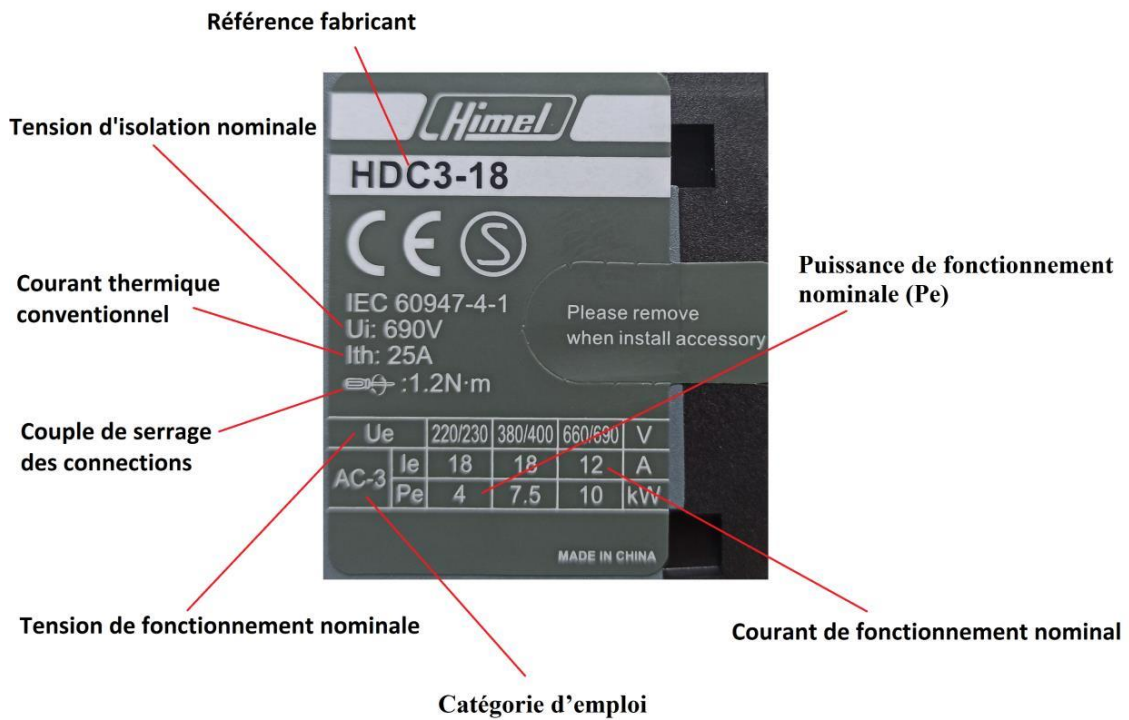 Référence fabricant
Himel
Tension d'isolation nominale
HDC3-18
CE S
Courant thermique
conventionnel
IEC 60947-4-1
Ui: 690V
Ith: 25A
:1.2N·m
Please remove
when install accessory
Puissance de fonctionnement
nominale (Pe)
Couple de serrage
des connections
Ue 220/230 380/400 660/690 V
AC-3 Ie 18 18 12 A
Pe 4 7.5 10 kW
MADE IN CHINA
Tension de fonctionnement nominale
Courant de fonctionnement nominal
Catégorie d’emploi